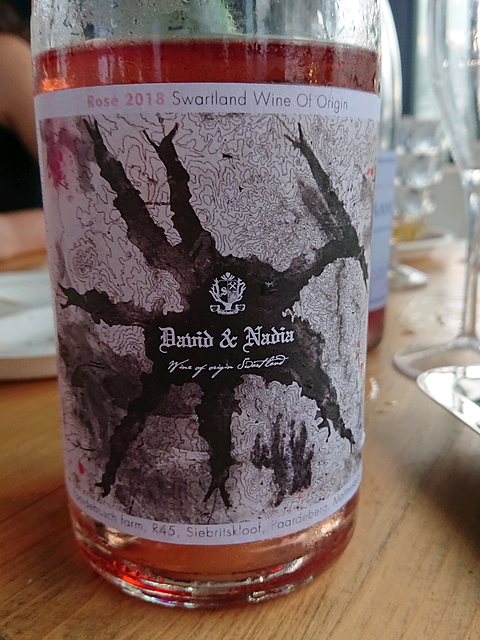 Rosé 2018 Swartland Wine Of Origin
David & Nadia
Wine of origin Swartland
farm, R45, Siebritskloof, Paardeberg,